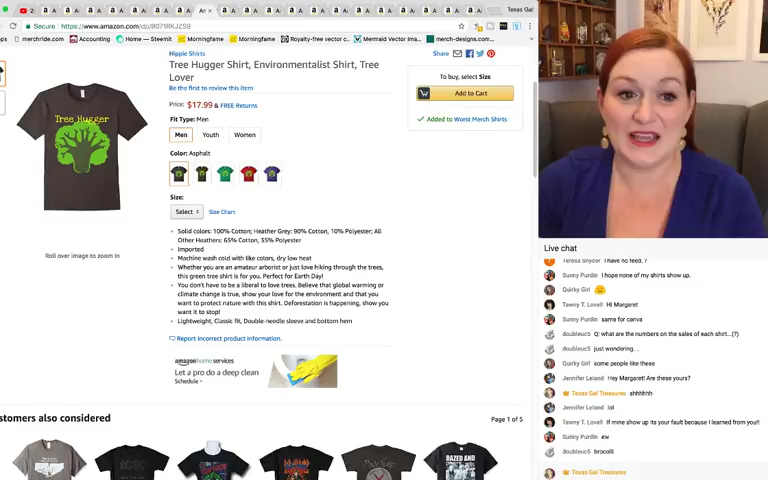 Texas Gal
Secure
https://www.amazon.com/dp/B071RKJZS9
merchride.com
Accounting
Home — Steemit
Morningfame
Morningfame
Royalty-free vector c...
Mermaid Vector Ima...
merch-designs.com...
Hippie Shirts
Share
Tree Hugger Shirt, Environmentalist Shirt, Tree
Lover
Be the first to review this item
Price: $17.99 & FREE Returns
Fit Type: Men
Men
Youth
Women
Color: Asphalt
Size:
Select
Size Chart
Solid colors: 100% Cotton; Heather Grey: 90% Cotton, 10% Polyester; All
Other Heathers: 65% Cotton, 35% Polyester
Imported
Machine wash cold with like colors, dry low heat
Whether you are an amateur arborist or just love hiking through the trees,
this green tree shirt is for you. Perfect for Earth Day!
You don't have to be a liberal to love trees. Believe that global warming or
climate change is true, show your love for the environment and that you
want to protect nature with this shirt. Deforestation is happening, show you
want it to stop!
Lightweight, Classic fit, Double-needle sleeve and bottom hem
Report incorrect product information.
amazon home services
Let a pro do a deep clean
Schedule
Tree Hugger
Roll over image to zoom in
To buy, select Size
Add to Cart
Added to Worst Merch Shirts
stomers also considered
Page 1 of 5
DAZED AND
Live chat
Teresa Snyder I have no feed. ?
Sunny Purdin I hope none of my shirts show up.
Quirky Girl
Tawny T. Lovell Hi Margaret
Sunny Purdin same for canva
doubleuc5 Q: what are the numbers on the sales of each shirt...(?)
doubleuc5 just wondering....
Quirky Girl some people like these
Jennifer Leland Hey Margaret! Are these yours?
Texas Gal Treasures shhhhhh
Jennifer Leland lol
Tawny T. Lovell If mine show up its your fault because I learned from you!!
Sunny Purdin ew
doubleuc5 brocolli
Texas Gal Treasures